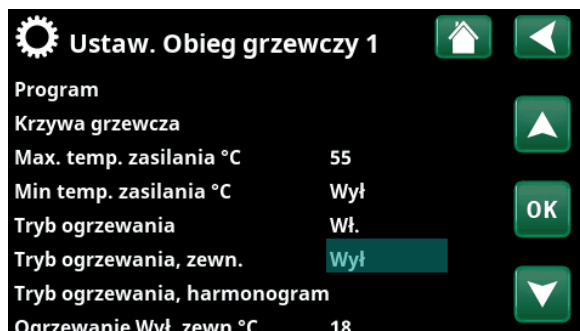 Ustaw. Obieg grzewczy 1
Program
Krzywa grzewcza
Max. temp. zasilania °C 55
Min temp. zasilania °C Wył
Tryb ogrzewania Wł.
OK
Tryb ogrzewania, zewn. Wył
Tryb ogrzewania, harmonogram
Ogrzewanie Wył, zewn °C 18